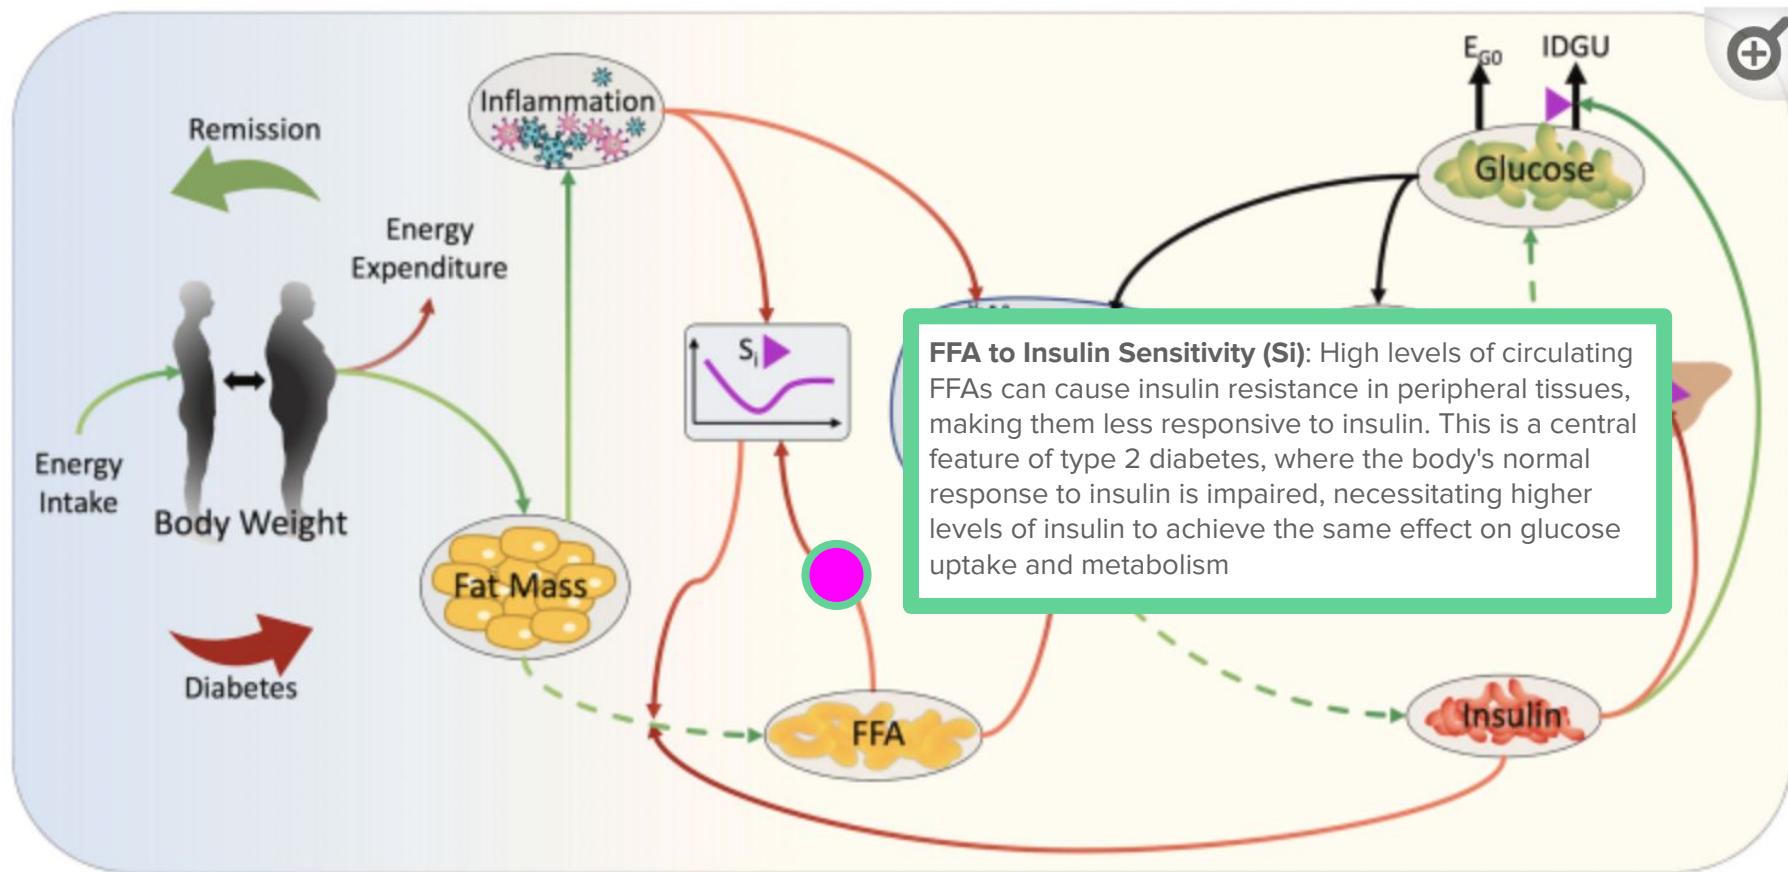 Inflammation
E_G0 IDGU
Remission
Glucose
Energy
Expenditure
S_i
FFA to Insulin Sensitivity (Si): High levels of circulating
FFAs can cause insulin resistance in peripheral tissues,
making them less responsive to insulin. This is a central
feature of type 2 diabetes, where the body's normal
response to insulin is impaired, necessitating higher
levels of insulin to achieve the same effect on glucose
uptake and metabolism
Energy
Intake
Body Weight
Fat Mass
Diabetes
FFA
Insulin